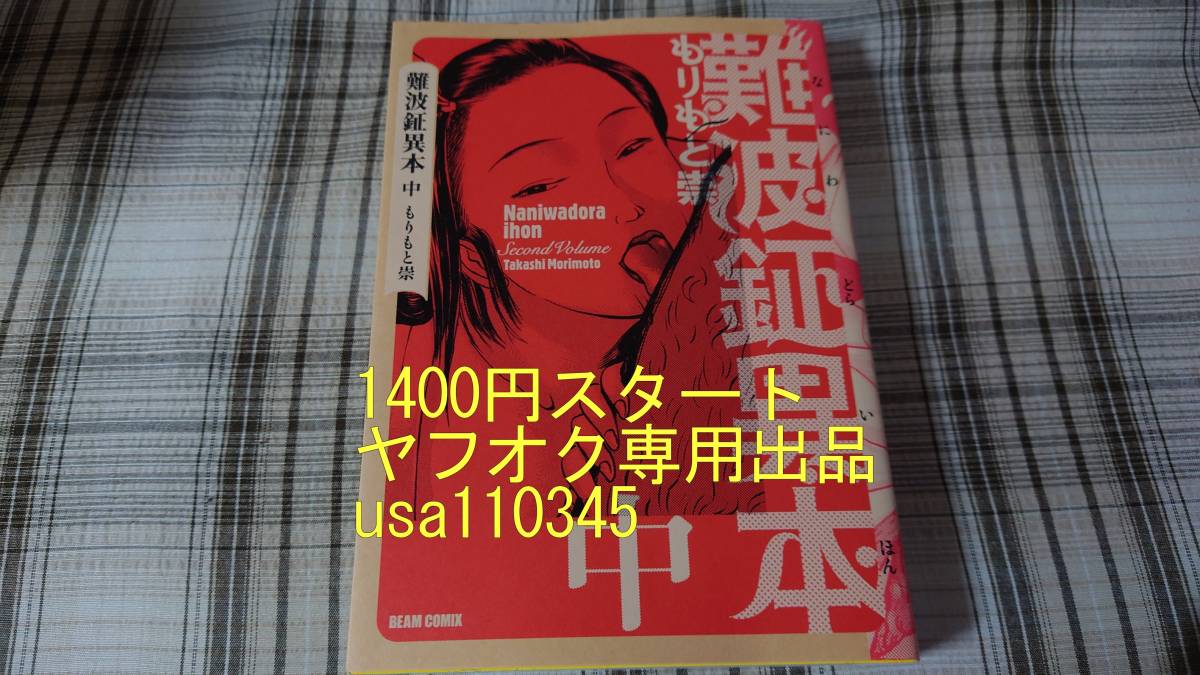 難波鉦異本
なにわどらいほん
もりもと崇
難波鉦異本 中 もりもと崇
Naniwadora
ihon
Second Volume
Takashi Morimoto
1400円スタート
ヤフオク専用出品
usa110345
中
BEAM COMIX